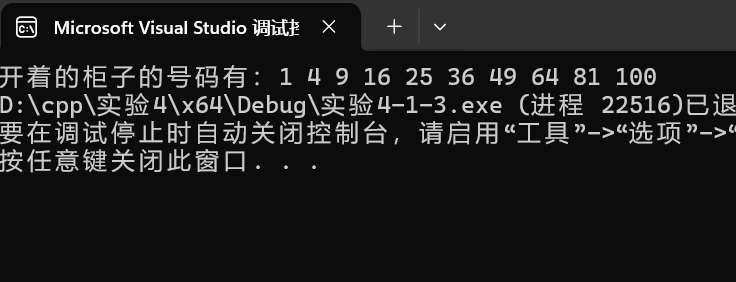 Microsoft Visual Studio 调试
开着的柜子的号码有：1 4 9 16 25 36 49 64 81 100
D:\cpp\实验4\x64\Debug\实验4-1-3.exe (进程 22516)已退
要在调试停止时自动关闭控制台，请启用“工具”->“选项”->“
按任意键关闭此窗口. . .